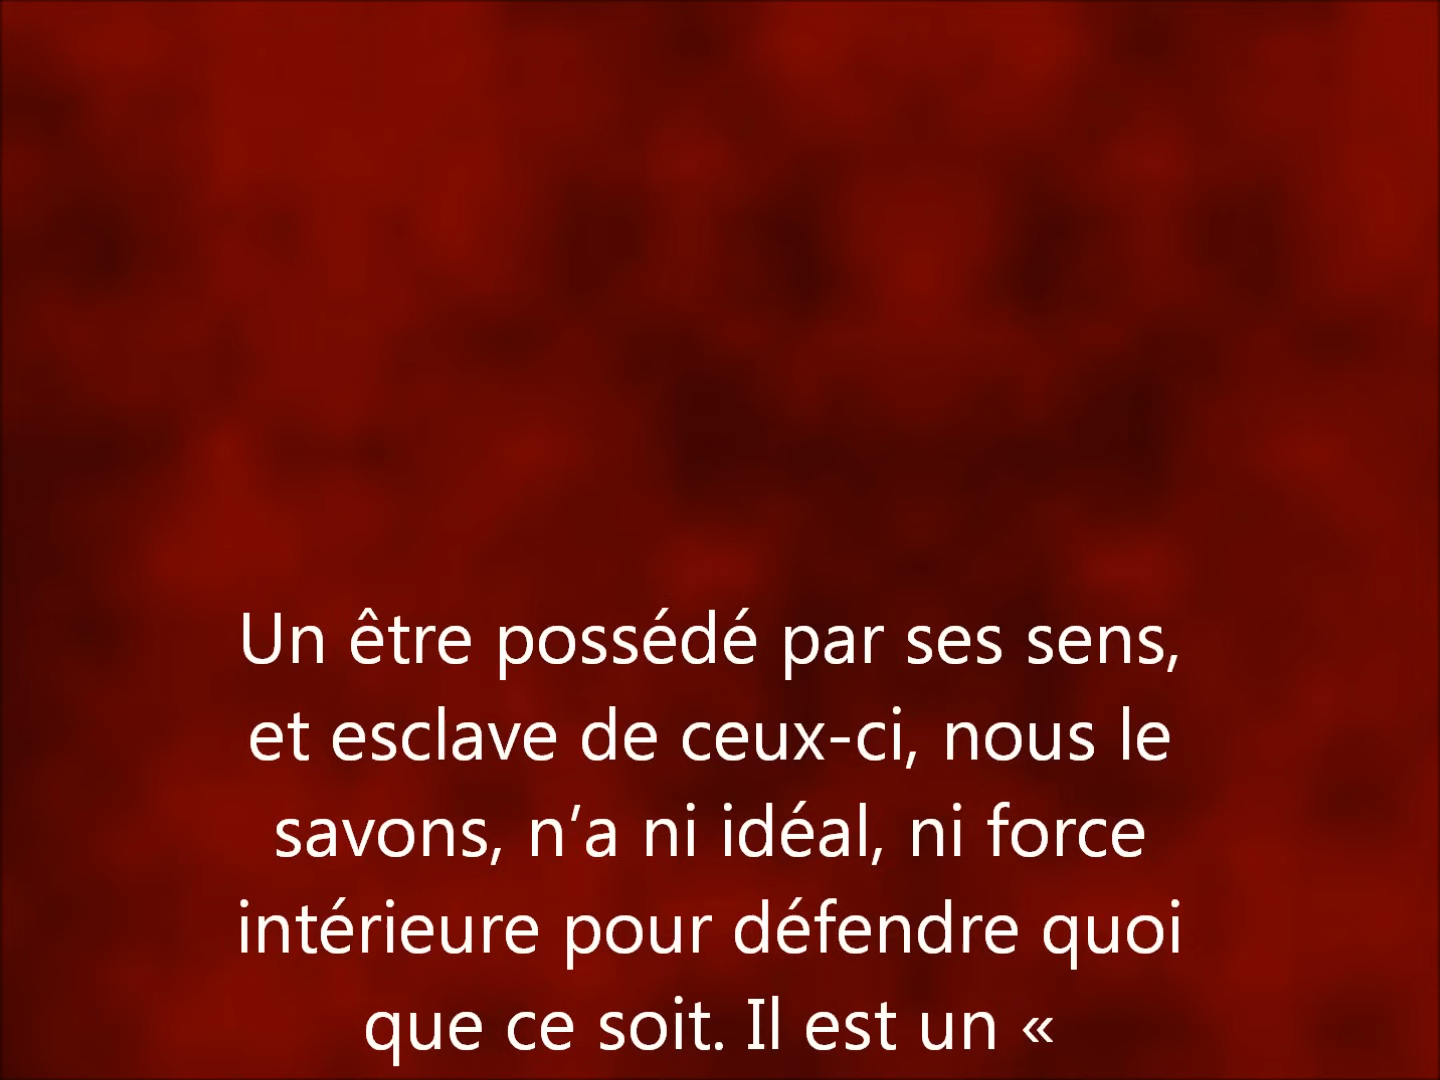 Un être possédé par ses sens,
et esclave de ceux-ci, nous le
savons, n’a ni idéal, ni force
intérieure pour défendre quoi
que ce soit. Il est un «